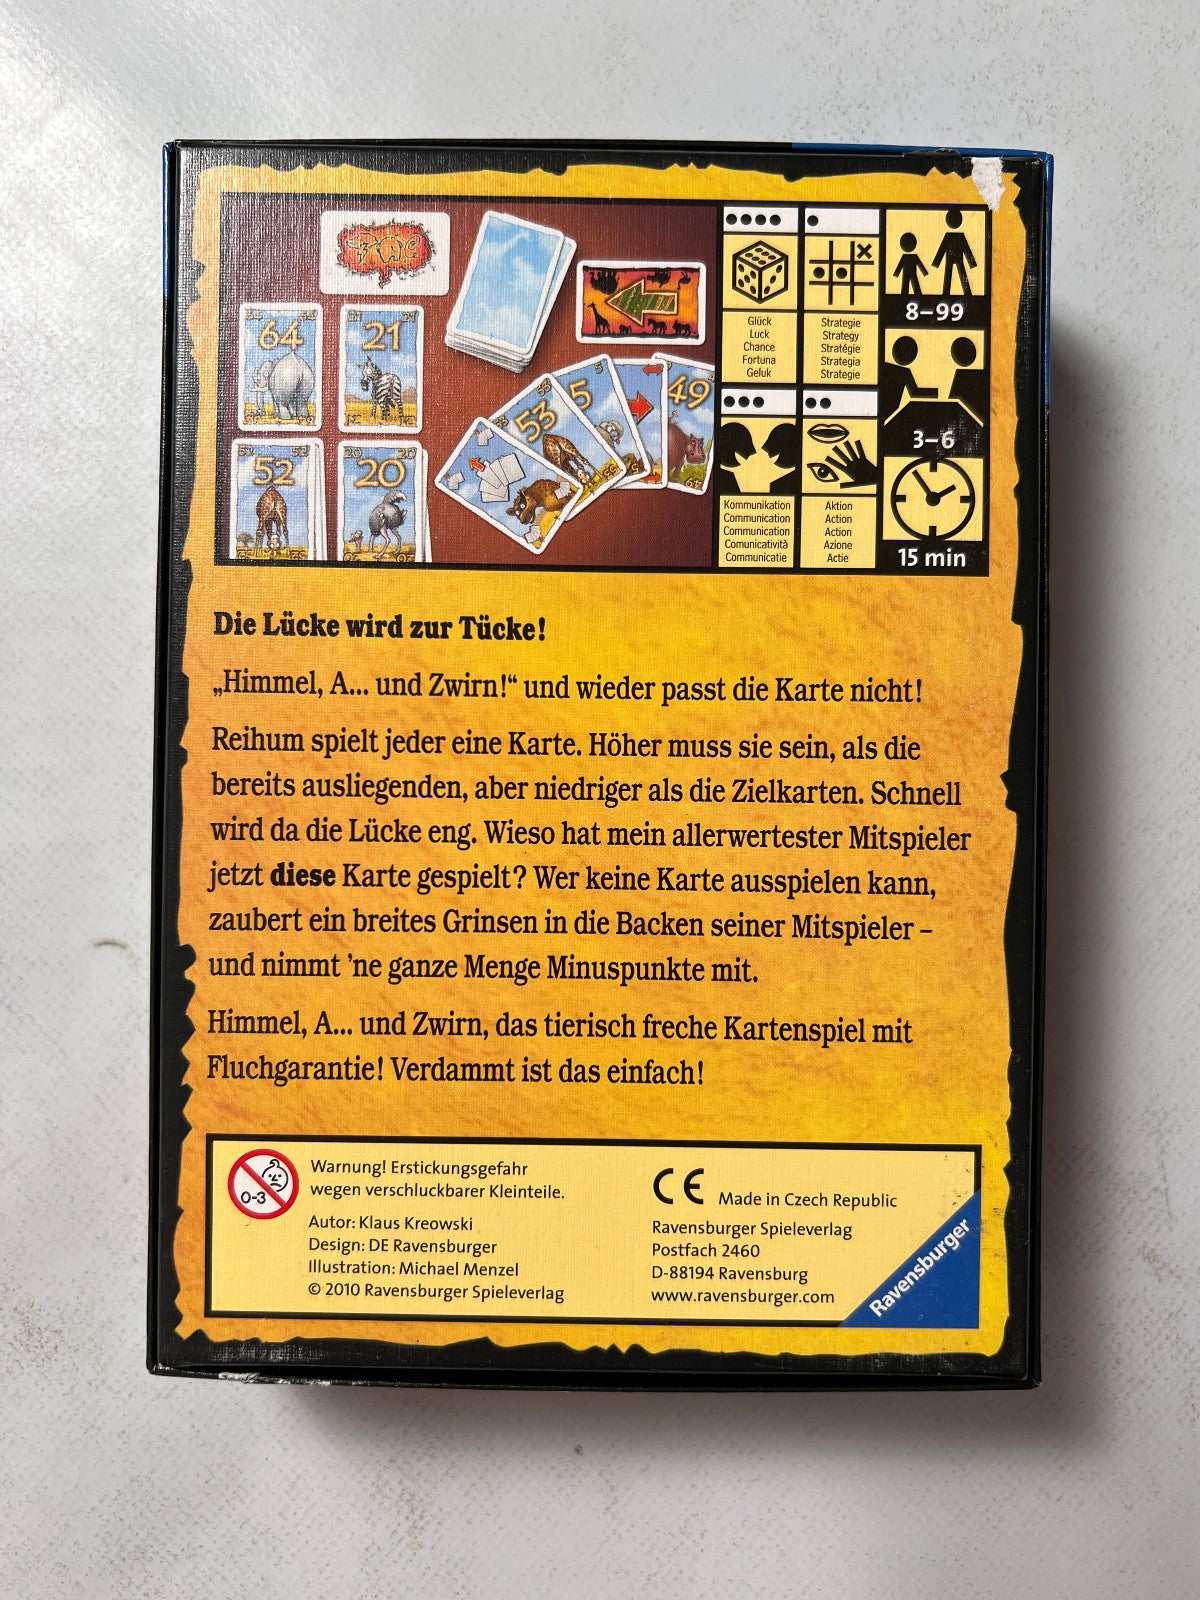 64
21
52
52
52
20
20
20
53
5
5
49
49
Glück
Luck
Chance
Fortuna
Geluk
Strategie
Strategy
Stratégie
Strategia
Strategie
8–99
Kommunikation
Communication
Communication
Comunicatività
Communicatie
Aktion
Action
Action
Azione
Actie
3–6
15 min
Die Lücke wird zur Tücke!
„Himmel, A... und Zwirn!“ und wieder passt die Karte nicht!
Reihum spielt jeder eine Karte. Höher muss sie sein, als die
bereits ausliegenden, aber niedriger als die Zielkarten. Schnell
wird da die Lücke eng. Wieso hat mein allerwertester Mitspieler
jetzt diese Karte gespielt? Wer keine Karte ausspielen kann,
zaubert ein breites Grinsen in die Backen seiner Mitspieler –
und nimmt ’ne ganze Menge Minuspunkte mit.
Himmel, A... und Zwirn, das tierisch freche Kartenspiel mit
Fluchgarantie! Verdammt ist das einfach!
0-3
Warnung! Erstickungsgefahr
wegen verschluckbarer Kleinteile.
Autor: Klaus Kreowski
Design: DE Ravensburger
Illustration: Michael Menzel
© 2010 Ravensburger Spieleverlag
CE Made in Czech Republic
Ravensburger Spieleverlag
Postfach 2460
D-88194 Ravensburg
www.ravensburger.com
Ravensburger